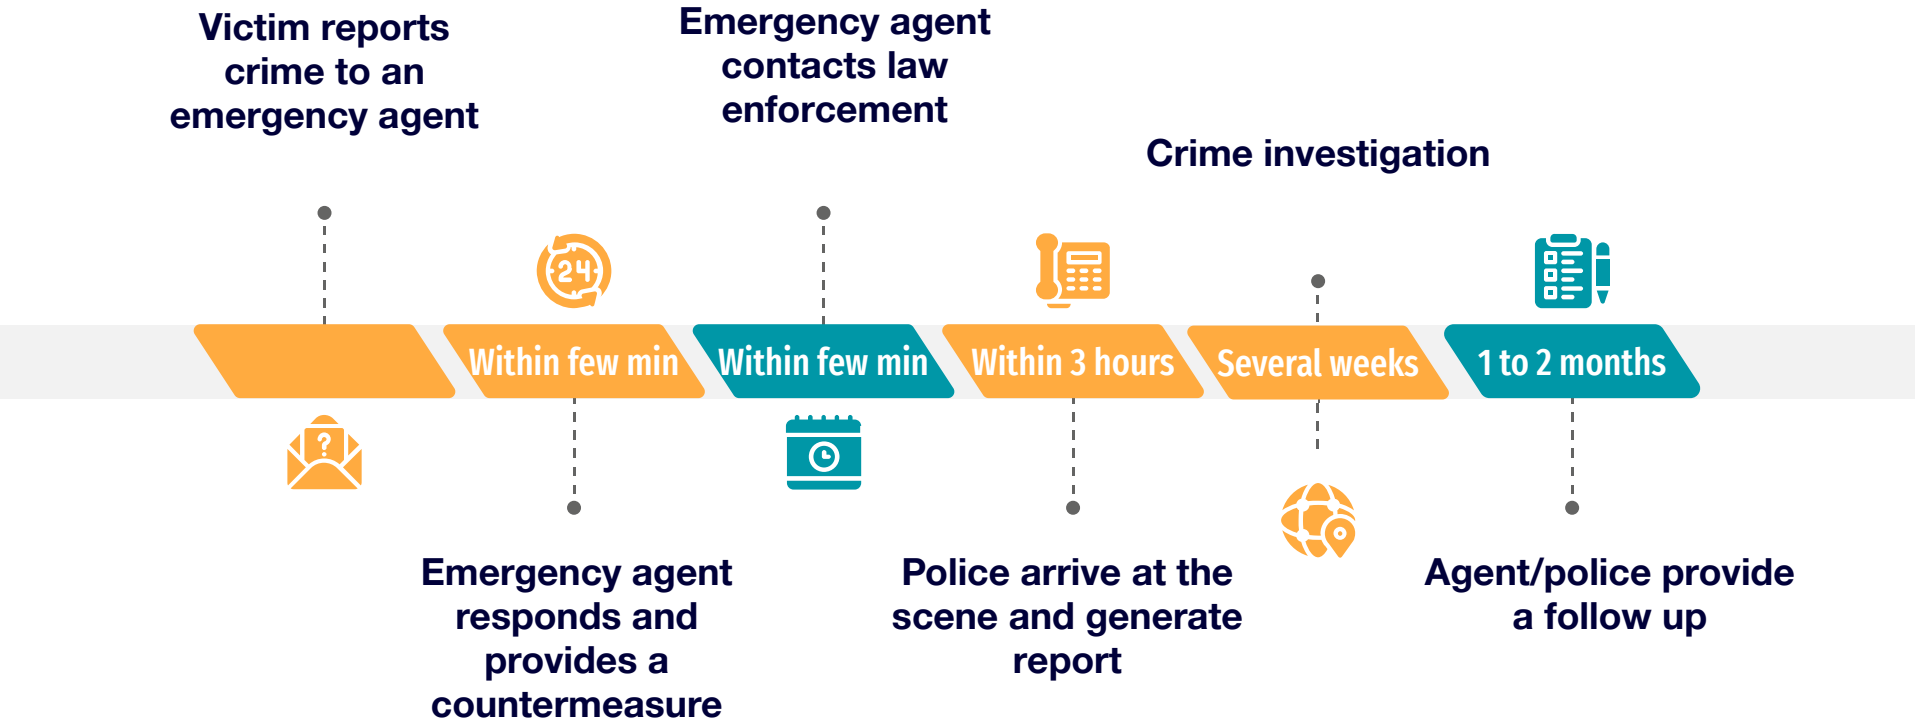 Victim reports
crime to an
emergency agent
Emergency agent
contacts law
enforcement
Crime investigation
24
Within few min
Within few min
Within 3 hours
Several weeks
1 to 2 months
?
Emergency agent
responds and
provides a
countermeasure
Police arrive at the
scene and generate
report
Agent/police provide
a follow up